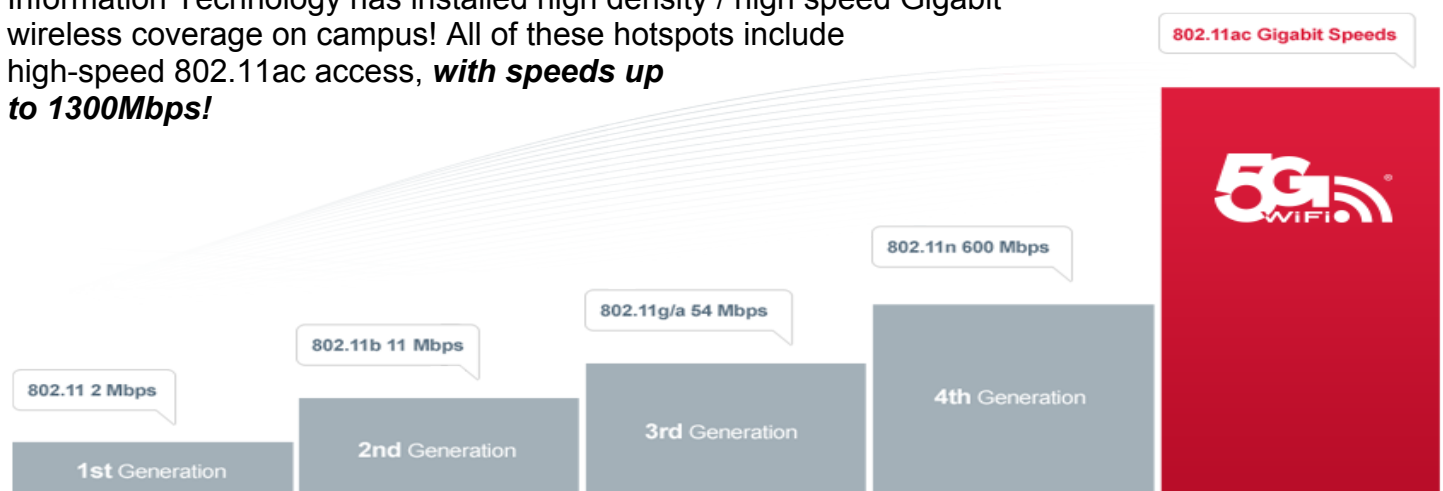 Information Technology has installed high density / high speed Gigabit
wireless coverage on campus! All of these hotspots include
high-speed 802.11ac access, with speeds up
to 1300Mbps!
802.11ac Gigabit Speeds
5G WiFi®
802.11n 600 Mbps
802.11g/a 54 Mbps
802.11b 11 Mbps
802.11 2 Mbps
4th Generation
3rd Generation
2nd Generation
1st Generation